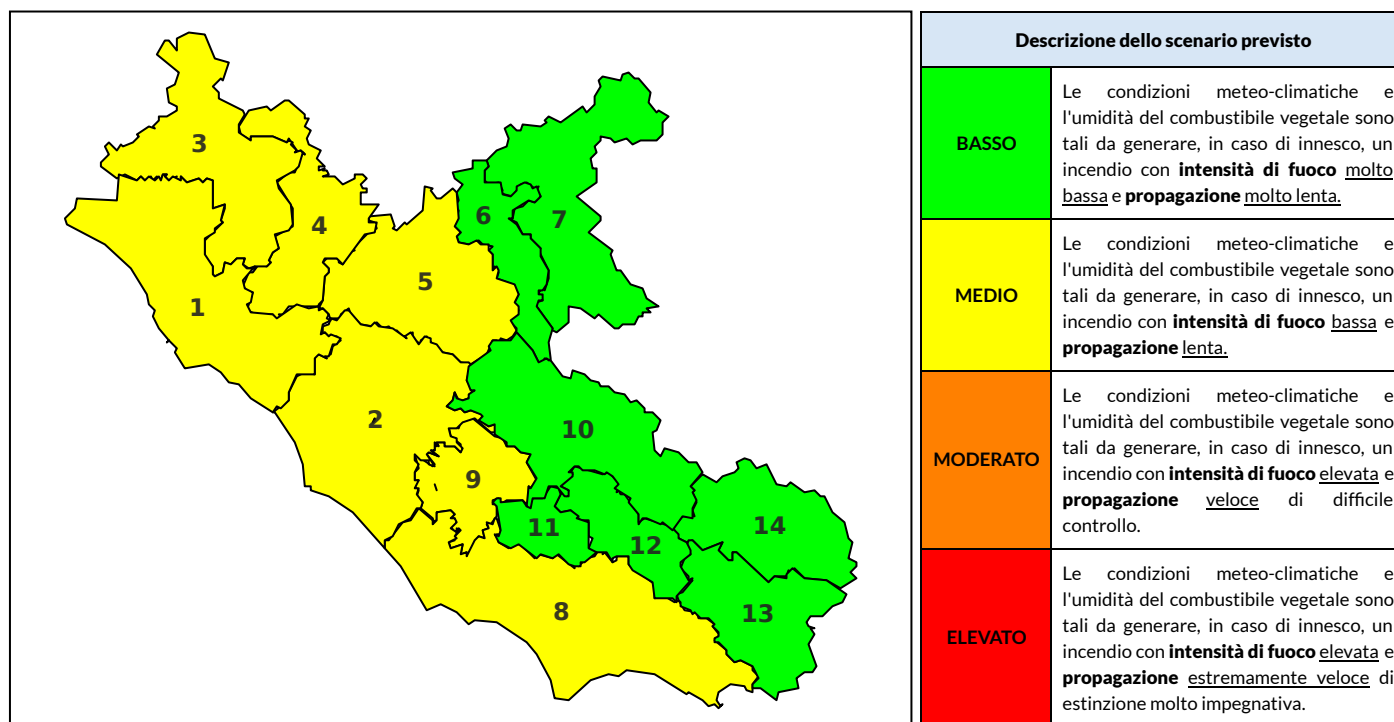 3
4
6
7
5
1
2
10
9
11
12
14
8
13
Descrizione dello scenario previsto
BASSO
Le condizioni meteo-climatiche e
l'umidità del combustibile vegetale sono
tali da generare, in caso di innesco, un
incendio con intensità di fuoco molto
bassa e propagazione molto lenta.
MEDIO
Le condizioni meteo-climatiche e
l'umidità del combustibile vegetale sono
tali da generare, in caso di innesco, un
incendio con intensità di fuoco bassa e
propagazione lenta.
MODERATO
Le condizioni meteo-climatiche e
l'umidità del combustibile vegetale sono
tali da generare, in caso di innesco, un
incendio con intensità di fuoco elevata e
propagazione veloce di difficile
controllo.
ELEVATO
Le condizioni meteo-climatiche e
l'umidità del combustibile vegetale sono
tali da generare, in caso di innesco, un
incendio con intensità di fuoco elevata e
propagazione estremamente veloce di
estinzione molto impegnativa.